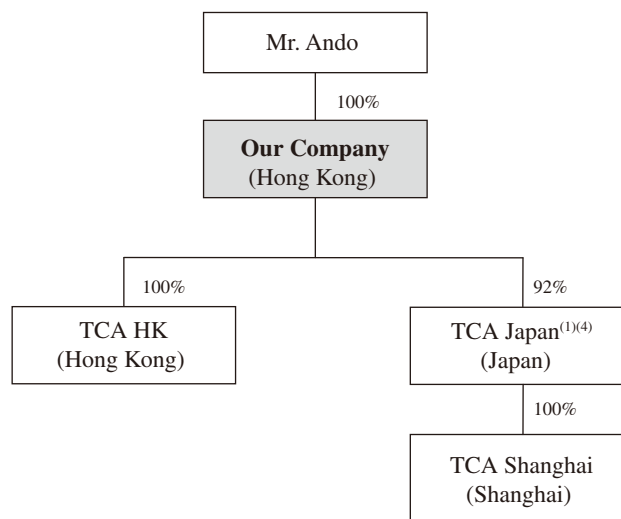 Mr. Ando
100%
Our Company
(Hong Kong)
100%
92%
TCA HK
(Hong Kong)
TCA Japan(1)(4)
(Japan)
100%
TCA Shanghai
(Shanghai)